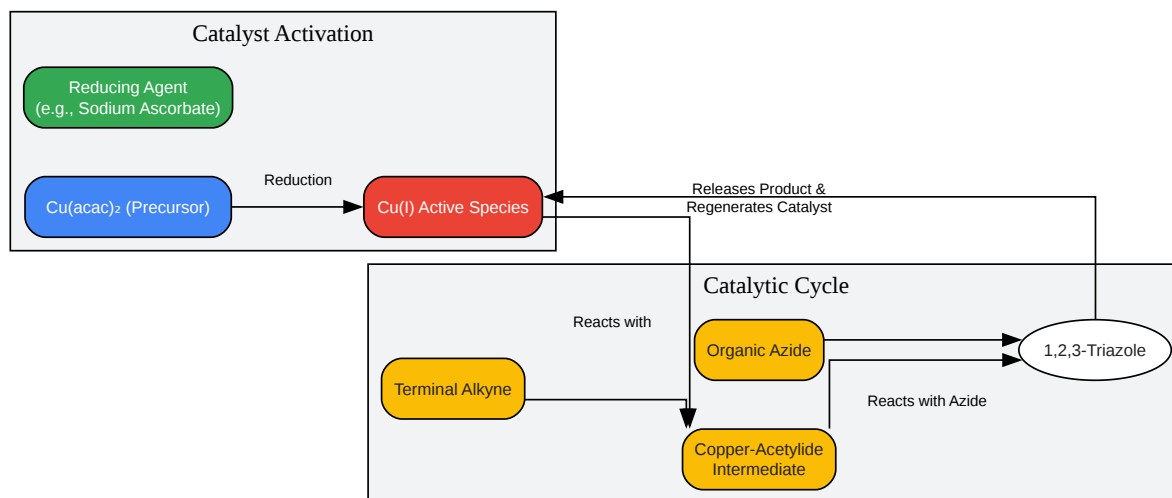 Catalyst Activation
Reducing Agent
(e.g., Sodium Ascorbate)
Reduction
Cu(acac)₂ (Precursor)
Cu(I) Active Species
Releases Product &
Regenerates Catalyst
Catalytic Cycle
Reacts with
Organic Azide
1,2,3-Triazole
Terminal Alkyne
Reacts with Azide
Copper-Acetylide
Intermediate